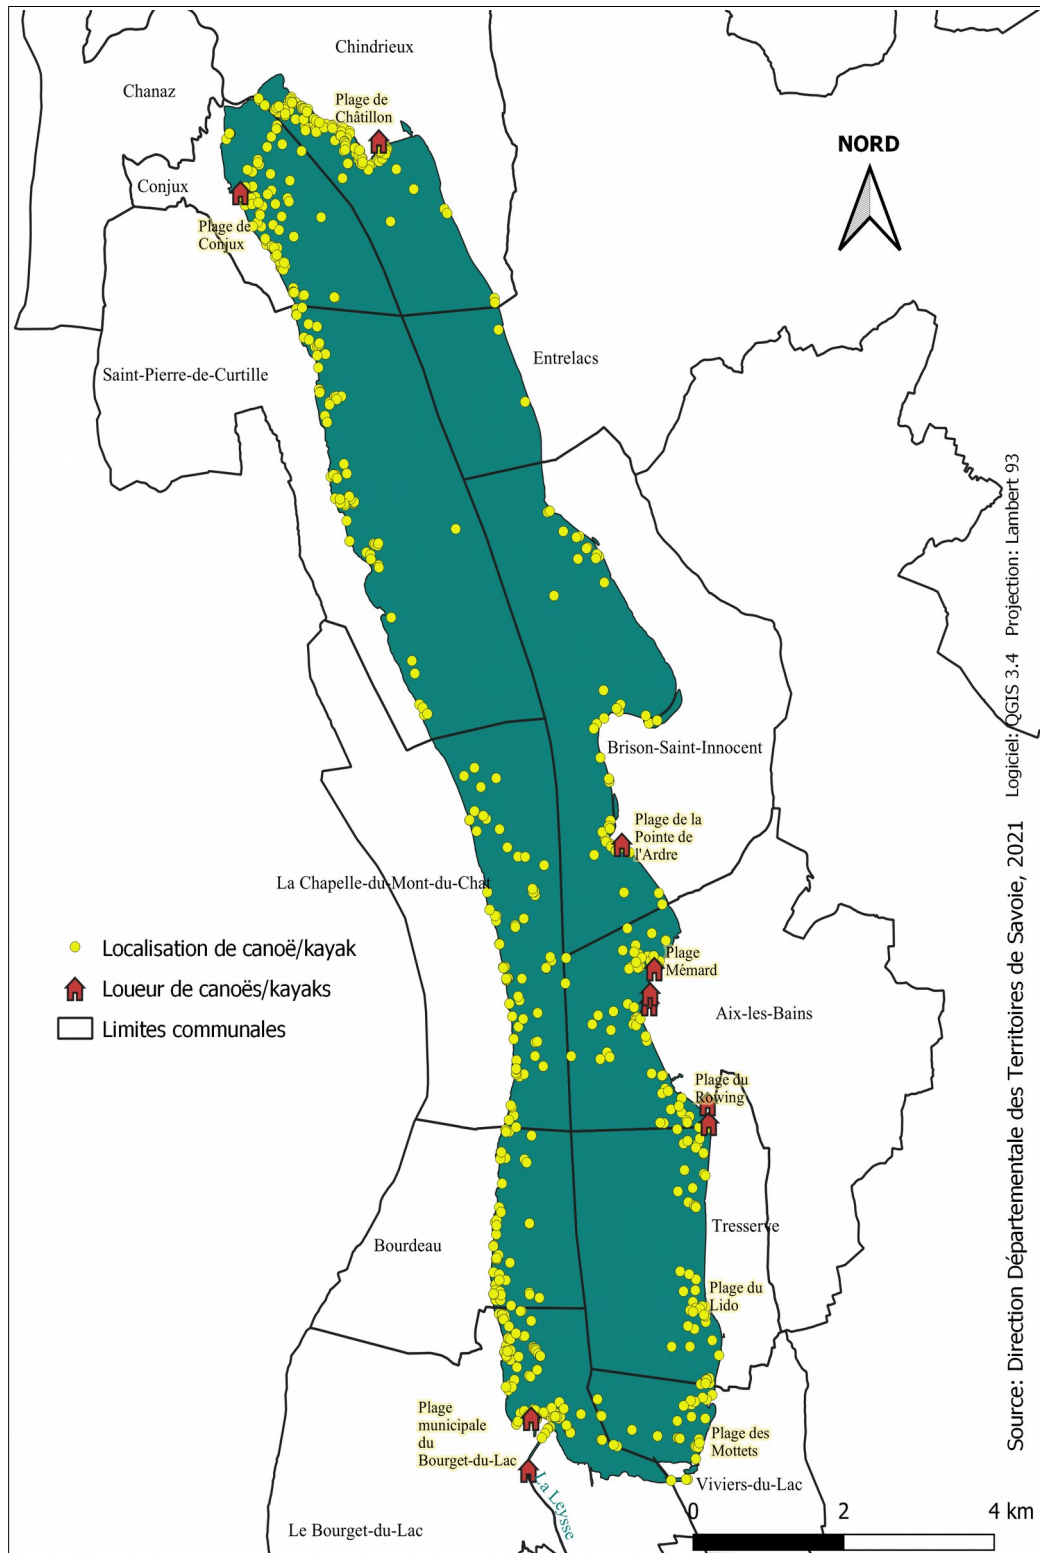 Chindrieux
Chanaz
Plage de
Châtillon
NORD
Conjux
Plage de
Conjux
Entrelacs
Saint-Pierre-de-Curtille
Brison-Saint-Innocent
Plage de la
Pointe de
l'Ardre
La Chapelle-du-Mont-du-Chat
Localisation de canoë/kayak
Loueur de canoës/kayaks
Limites communales
Plage
Mémard
Aix-les-Bains
Plage du
Rowing
Tresserve
Bourdeau
Plage du
Lido
Plage
municipale
du
Bourget-du-Lac
Plage des
Mottets
La Leysse
Viviers-du-Lac
Le Bourget-du-Lac
0 2 4 km
Source: Direction Départementale des Territoires de Savoie, 2021 Logiciel: QGIS 3.4 Projection: Lambert 93